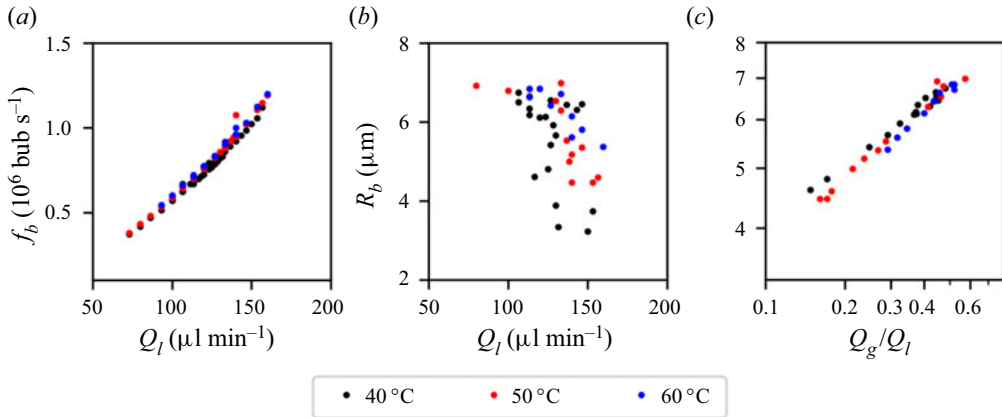 (a)
(b)
(c)
1.5
1.0
0.5
f_b (10⁶ bub s⁻¹)
50
100
150
200
Q_l (μl min⁻¹)
8
6
4
2
R_b (μm)
50
100
150
200
Q_l (μl min⁻¹)
8
7
6
5
4
0.1
0.2
0.3
0.4
0.6
Q_g/Q_l
40 °C
50 °C
60 °C